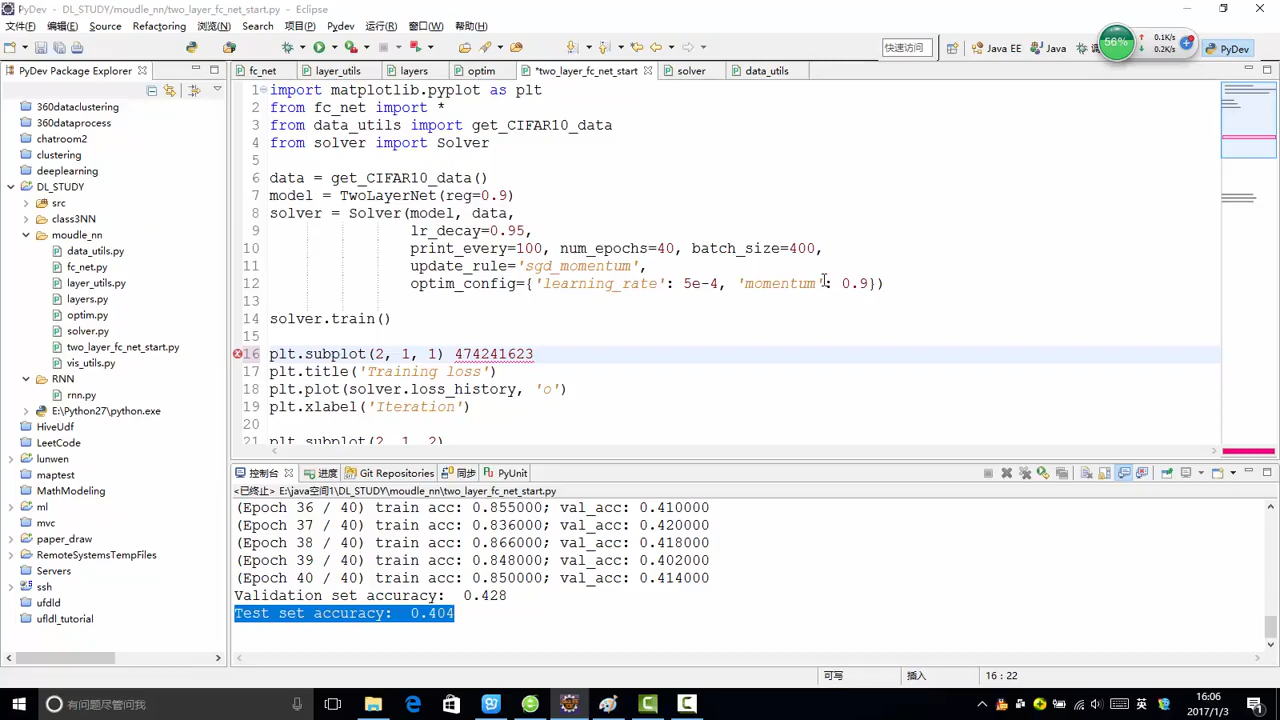 PyDev - DL_STUDY/moudle_nn/two_layer_fc_net_start.py - Eclipse
文件(F) 编辑(E) Source Refactoring 浏览(N) Search 项目(P) Pydev 运行(R) 窗口(W) 帮助(H)
56% 0.1K/s 0.2K/s
快速访问 Java EE Java PyDev
PyDev Package Explorer
360dataclustering
360dataprocess
chatroom2
clustering
deeplearning
DL_STUDY
src
class3NN
moudle_nn
data_utils.py
fc_net.py
layer_utils.py
layers.py
optim.py
solver.py
two_layer_fc_net_start.py
vis_utils.py
RNN
rnn.py
E:\Python27\python.exe
HiveUdf
LeetCode
lunwen
maptest
MathModeling
ml
mvc
paper_draw
RemoteSystemsTempFiles
Servers
ssh
ufdld
ufldl_tutorial
fc_net layer_utils layers optim *two_layer_fc_net_start solver data_utils
1 import matplotlib.pyplot as plt
2 from fc_net import *
3 from data_utils import get_CIFAR10_data
4 from solver import Solver
5
6 data = get_CIFAR10_data()
7 model = TwoLayerNet(reg=0.9)
8 solver = Solver(model, data,
9 lr_decay=0.95,
10 print_every=100, num_epochs=40, batch_size=400,
11 update_rule='sgd_momentum',
12 optim_config={'learning_rate': 5e-4, 'momentum': 0.9})
13
14 solver.train()
15
16 plt.subplot(2, 1, 1) 474241623
17 plt.title('Training loss')
18 plt.plot(solver.loss_history, 'o')
19 plt.xlabel('Iteration')
20
21 plt.subplot(2, 1, 2)
控制台 进度 Git Repositories 同步 PyUnit
<已终止> E:\java空间1\DL_STUDY\moudle_nn\two_layer_fc_net_start.py
(Epoch 36 / 40) train acc: 0.855000; val_acc: 0.410000
(Epoch 37 / 40) train acc: 0.836000; val_acc: 0.420000
(Epoch 38 / 40) train acc: 0.866000; val_acc: 0.418000
(Epoch 39 / 40) train acc: 0.848000; val_acc: 0.402000
(Epoch 40 / 40) train acc: 0.850000; val_acc: 0.414000
Validation set accuracy: 0.428
Test set accuracy: 0.404
可写 插入 16 : 22
有问题尽管问我
英
16:06
2017/1/3